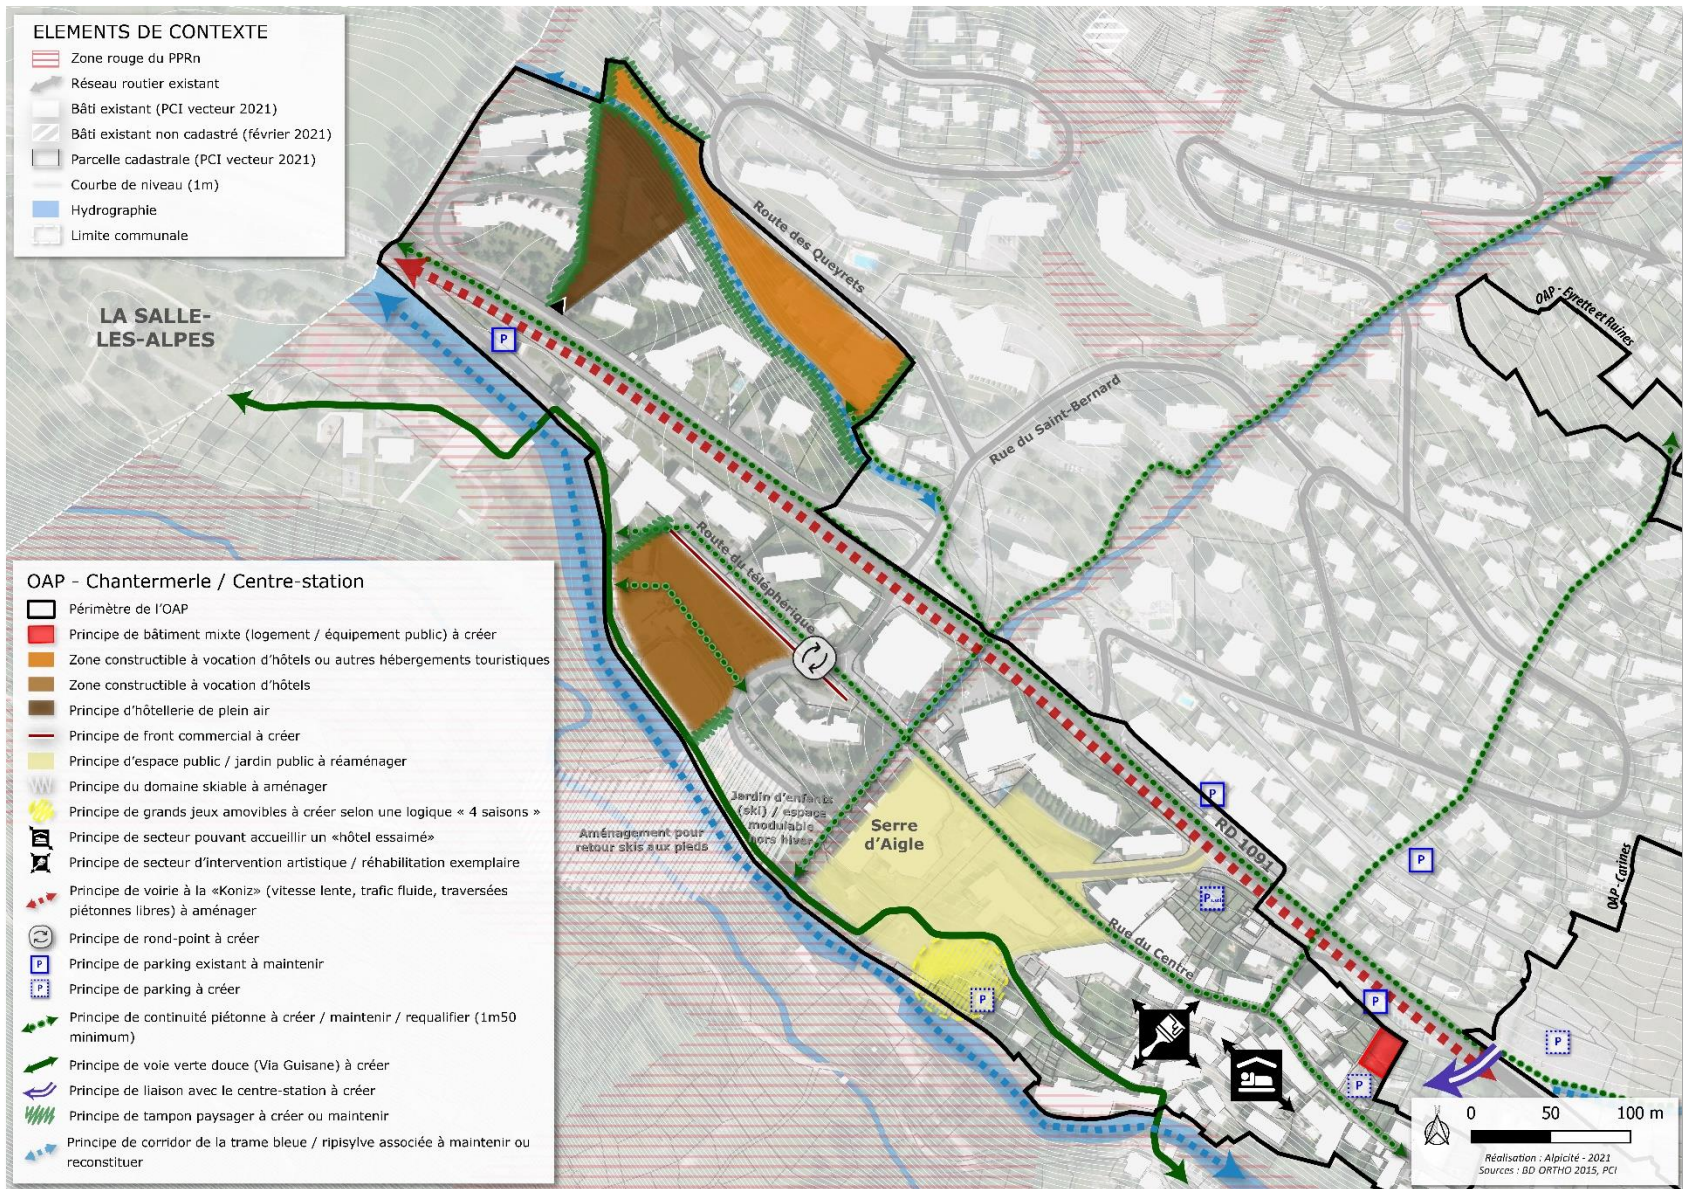 ELEMENTS DE CONTEXTE
Zone rouge du PPRn
Réseau routier existant
Bâti existant (PCI vecteur 2021)
Bâti existant non cadastré (février 2021)
Parcelle cadastrale (PCI vecteur 2021)
Courbe de niveau (1m)
Hydrographie
Limite communale
LA SALLE-
LES-ALPES
Route des Queyrets
Rue du Saint-Bernard
OAP - Eyrette et Ruines
P
Route du téléphérique
OAP - Chantermerle / Centre-station
Périmètre de l'OAP
Principe de bâtiment mixte (logement / équipement public) à créer
Zone constructible à vocation d'hôtels ou autres hébergements touristiques
Zone constructible à vocation d'hôtels
Principe d'hôtellerie de plein air
Principe de front commercial à créer
Principe d'espace public / jardin public à réaménager
Principe du domaine skiable à aménager
Principe de grands jeux amovibles à créer selon une logique « 4 saisons »
Principe de secteur pouvant accueillir un «hôtel essaimé»
Principe de secteur d'intervention artistique / réhabilitation exemplaire
Principe de voirie à la «Koniz» (vitesse lente, trafic fluide, traversées
piétonnes libres) à aménager
Principe de rond-point à créer
P
Principe de parking existant à maintenir
P
Principe de parking à créer
Principe de continuité piétonne à créer / maintenir / requalifier (1m50
minimum)
Principe de voie verte douce (Via Guisane) à créer
Principe de liaison avec le centre-station à créer
Principe de tampon paysager à créer ou maintenir
Principe de corridor de la trame bleue / ripisylve associée à maintenir ou
reconstituer
Jardin d'enfants
(ski) / espace
modulable
hors hiver
Aménagement pour
retour skis aux pieds
Serre
d'Aigle
P
RD 1091
P
P
OAP - Carines
Rue du Centre
P
P
P
P
0 50 100 m
Réalisation : Alpicité - 2021
Sources : BD ORTHO 2015, PCI